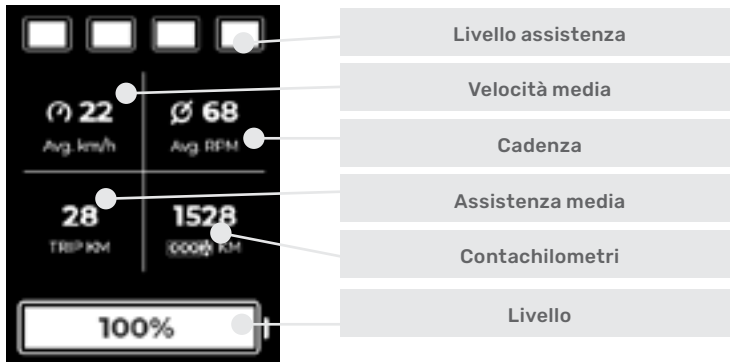 Livello assistenza
22
68
Velocità media
Avg. km/h
Avg. RPM
Cadenza
28
1528
Assistenza media
TRIP KM
KM
Contachilometri
100%
Livello